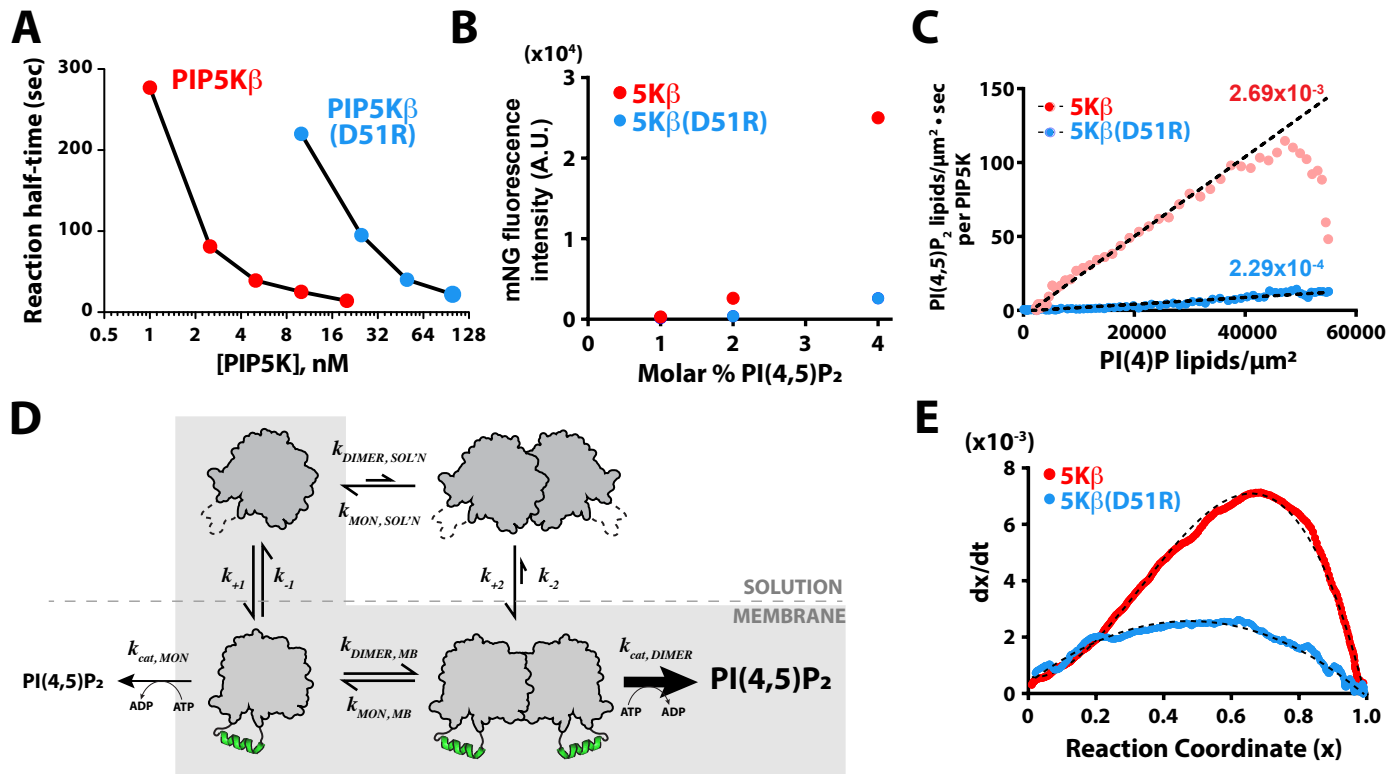 A
Reaction half-time (sec)
300
200
100
0
PIP5Kβ
PIP5Kβ
(D51R)
0.5 1 2 4 8 16 32 64 128
[PIP5K], nM
B
(x10⁴)
mNG fluorescence
intensity (A.U.)
3
2
1
0
5Kβ
5Kβ(D51R)
0 1 2 3 4
Molar % PI(4,5)P₂
C
PI(4,5)P₂ lipids/μm² • sec
per PIP5K
150
100
50
0
5Kβ
5Kβ(D51R)
2.69x10⁻³
2.29x10⁻⁴
0 20000 40000 60000
PI(4)P lipids/μm²
D
k DIMER, SOL'N
k MON, SOL'N
k+1 k-1
k+2 k-2
SOLUTION
MEMBRANE
k cat, MON
PI(4,5)P₂
ADP ATP
k DIMER, MB
k MON, MB
k cat, DIMER
PI(4,5)P₂
ATP ADP
E
(x10⁻³)
dx/dt
8
6
4
2
0
5Kβ
5Kβ(D51R)
0 0.2 0.4 0.6 0.8 1.0
Reaction Coordinate (x)